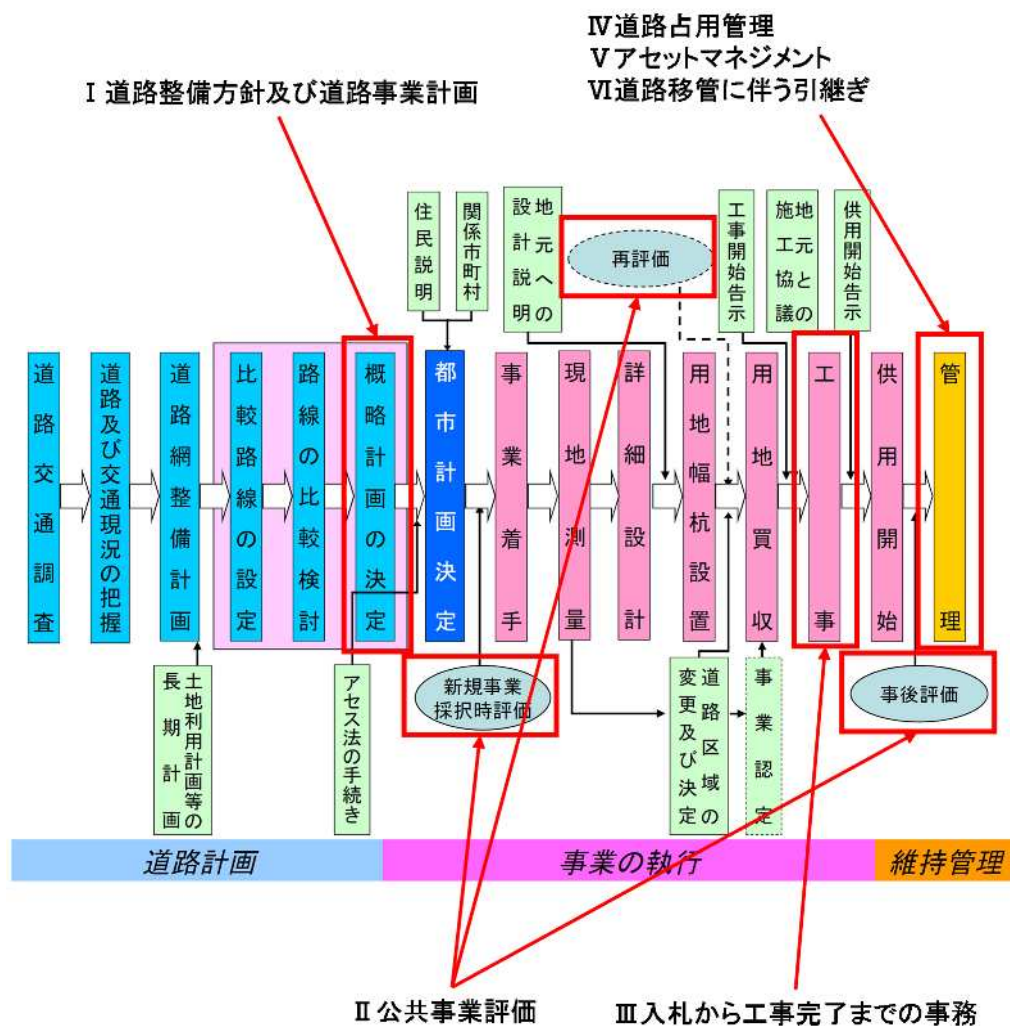 Ⅳ道路占用管理
Ⅴアセットマネジメント
Ⅵ道路移管に伴う引継ぎ
Ⅰ 道路整備方針及び道路事業計画
住民説明
関係市町村
地元への
設計説明
再評価
工事開始告示
地元との
施工協議
供用開始告示
道路交通調査
道路及び交通現況の把握
道路網整備計画
比較路線の設定
路線の比較検討
概略計画の決定
都市計画決定
事業着手
現地測量
詳細設計
用地幅杭設置
用地買収
工事
供用開始
管理
土地利用計画等の
長期計画
アセス法の手続き
新規事業
採択時評価
道路区域の
変更及び決定
事業認定
事後評価
道路計画
事業の執行
維持管理
Ⅱ公共事業評価
Ⅲ入札から工事完了までの事務